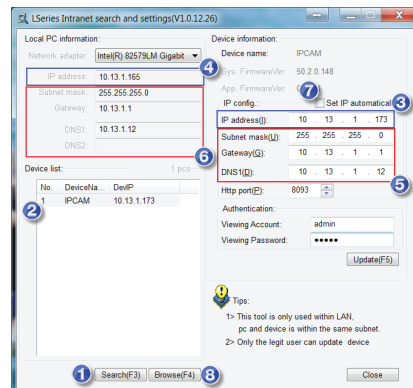 LSeries Intranet search and settings(V1.0.12.26)
Local PC information:
Network adapter: Intel(R) 82579LM Gigabit
4
IP address: 10.13.1.165
Subnet mask: 255.255.255.0
Gateway: 10.13.1.1
DNS1: 10.13.1.12
DNS2:
6
Device list: 1 pcs
No. DeviceNa... DevIP
1 IPCAM 10.13.1.173
2
1 Search(F3) Browse(F4) 8
Device information:
Device name: IPCAM
Sys. FirmwareVer: 50.2.0.148
App. FirmwareVer:
7
IP config.: Set IP automatical
3
IP address(I): 10 . 13 . 1 . 173
Subnet mask(U): 255 . 255 . 255 . 0
Gateway(G): 10 . 13 . 1 . 1
DNS1(D): 10 . 13 . 1 . 12
5
Http port(P): 8093
Authentication:
Viewing Account: admin
Viewing Password: •••••
Update(F5)
Tips:
1> This tool is only used within LAN,
pc and device is within the same subnet.
2> Only the legit user can update device
Close